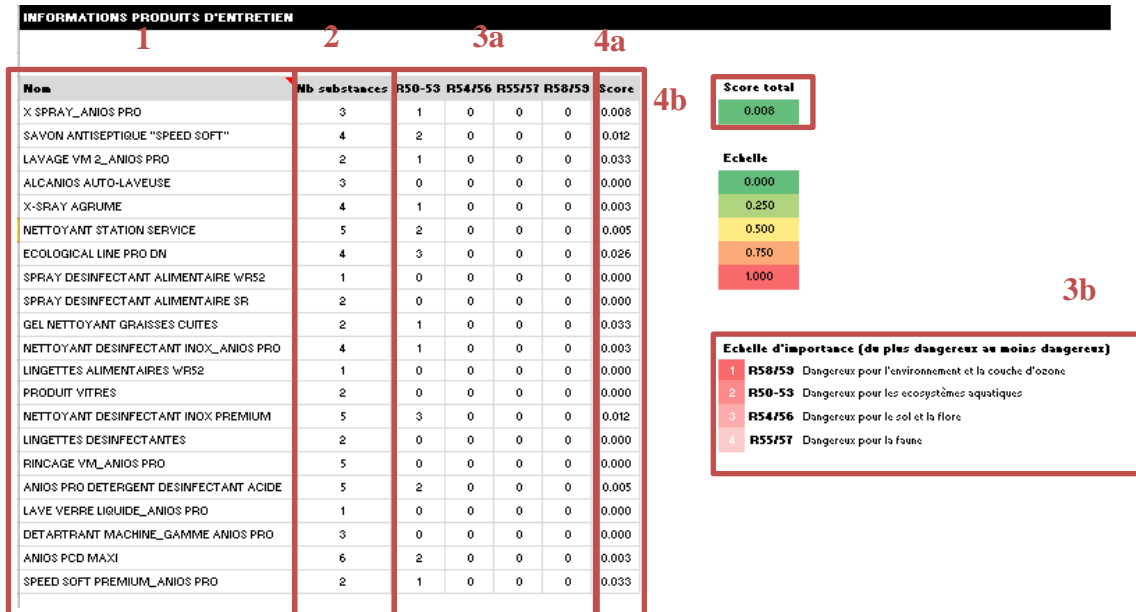 INFORMATIONS PRODUITS D'ENTRETIEN
1 2 3a 4a
Nom Nb substances R50-53 R54/56 R55/57 R58/59 Score
X SPRAY_ANIOS PRO 3 1 0 0 0 0.008
SAVON ANTISEPTIQUE "SPEED SOFT" 4 2 0 0 0 0.012
LAVAGE VM 2_ANIOS PRO 2 1 0 0 0 0.033
ALCANIOS AUTO-LAVEUSE 3 0 0 0 0 0.000
X-SRAY AGRUME 4 1 0 0 0 0.003
NETTOYANT STATION SERVICE 5 2 0 0 0 0.005
ECOLOGICAL LINE PRO DN 4 3 0 0 0 0.026
SPRAY DESINFECTANT ALIMENTAIRE WR52 1 0 0 0 0 0.000
SPRAY DESINFECTANT ALIMENTAIRE SR 2 0 0 0 0 0.000
GEL NETTOYANT GRAISSES CUITES 2 1 0 0 0 0.033
NETTOYANT DESINFECTANT INOX_ANIOS PRO 4 1 0 0 0 0.003
LINGETTES ALIMENTAIRES WR52 1 0 0 0 0 0.000
PRODUIT VITRES 2 0 0 0 0 0.000
NETTOYANT DESINFECTANT INOX PREMIUM 5 3 0 0 0 0.012
LINGETTES DESINFECTANTES 2 0 0 0 0 0.000
RINCAGE VM_ANIOS PRO 5 0 0 0 0 0.000
ANIOS PRO DETERGENT DESINFECTANT ACIDE 5 2 0 0 0 0.005
LAVE VERRE LIQUIDE_ANIOS PRO 1 0 0 0 0 0.000
DETARTRANT MACHINE_GAMME ANIOS PRO 3 0 0 0 0 0.000
ANIOS PCD MAXI 6 2 0 0 0 0.003
SPEED SOFT PREMIUM_ANIOS PRO 2 1 0 0 0 0.033
4b
Score total
0.008
Echelle
0.000
0.250
0.500
0.750
1.000
3b
Echelle d'importance (du plus dangereux au moins dangereux)
1 R58/59 Dangereux pour l'environnement et la couche d'ozone
2 R50-53 Dangereux pour les ecosystèmes aquatiques
3 R54/56 Dangereux pour le sol et la flore
4 R55/57 Dangereux pour la faune